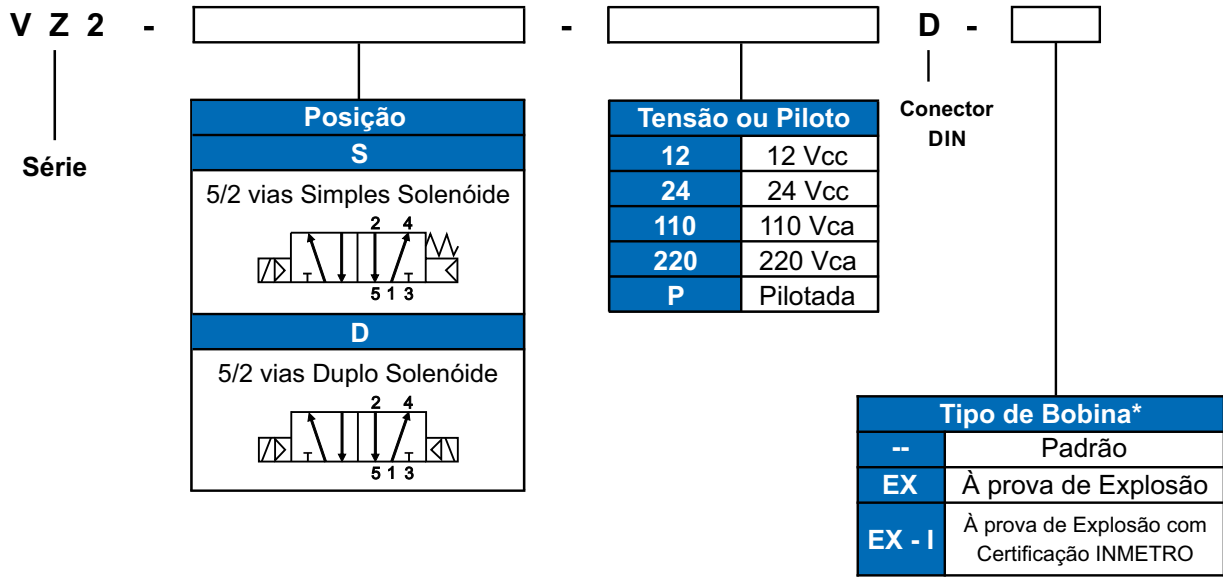 V Z 2 - - D -
Série
Posição
S
5/2 vias Simples Solenóide
2 4
T T
5 1 3
D
5/2 vias Duplo Solenóide
2 4
T T
5 1 3
Tensão ou Piloto
12 12 Vcc
24 24 Vcc
110 110 Vca
220 220 Vca
P Pilotada
Conector
DIN
Tipo de Bobina*
-- Padrão
EX À prova de Explosão
EX - I À prova de Explosão com
Certificação INMETRO